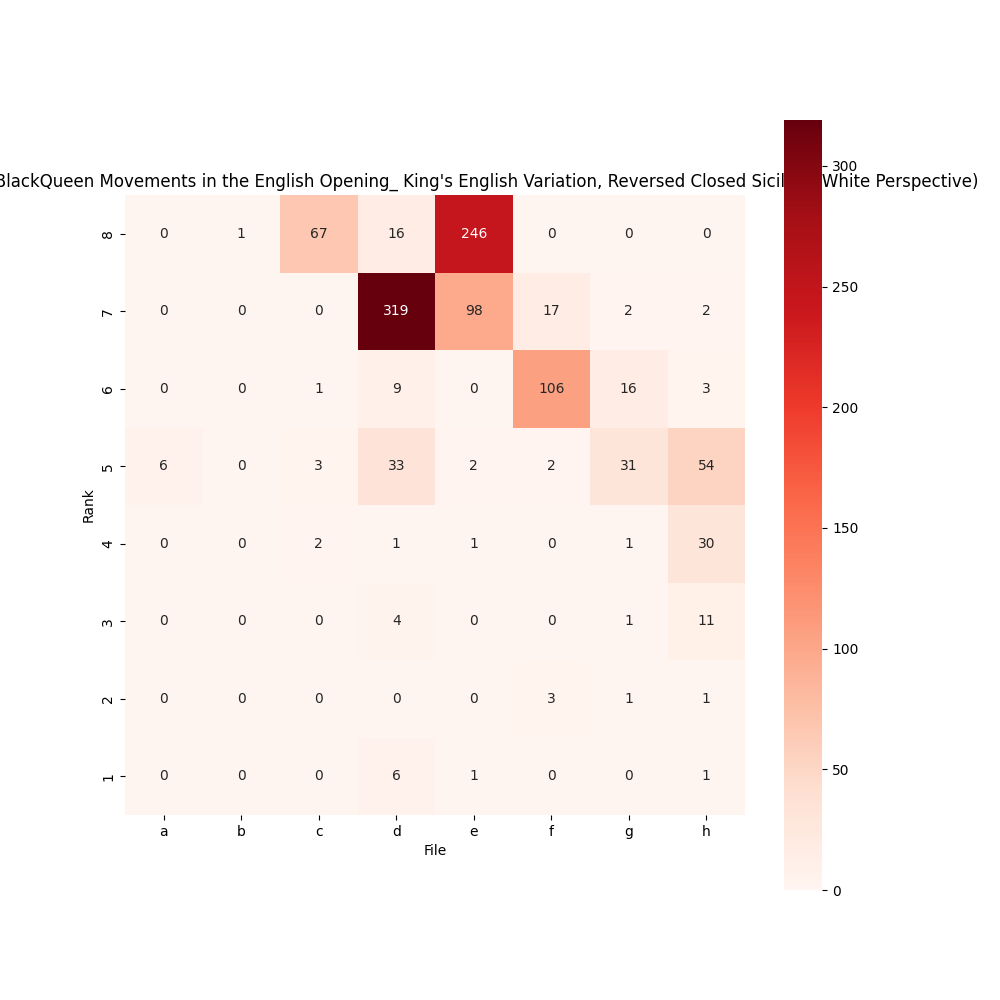 BlackQueen Movements in the English Opening_ King's English Variation, Reversed Closed White Perspective)
8 0 1 67 16 246 0 0 0
7 0 0 0 319 98 17 2 2
6 0 0 1 9 0 106 16 3
5 6 0 3 33 2 2 31 54
4 0 0 2 1 1 0 1 30
3 0 0 0 4 0 0 1 11
2 0 0 0 0 0 3 1 1
1 0 0 0 6 1 0 0 1
a b c d e f g h
File
Rank
300
250
200
150
100
50
0